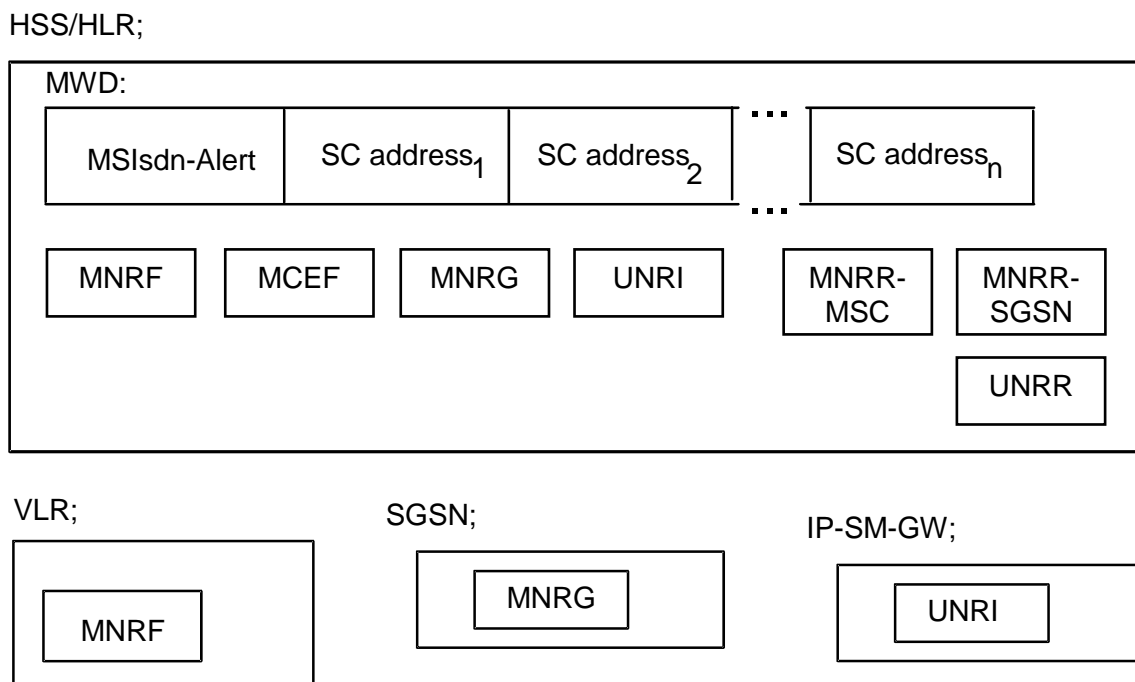 HSS/HLR;
MWD:
MSIsdn-Alert SC address1 SC address2 ... SC addressn
...
MNRF MCEF MNRG UNRI MNRR-MSC MNRR-SGSN
UNRR
VLR; SGSN; IP-SM-GW;
MNRF MNRG UNRI